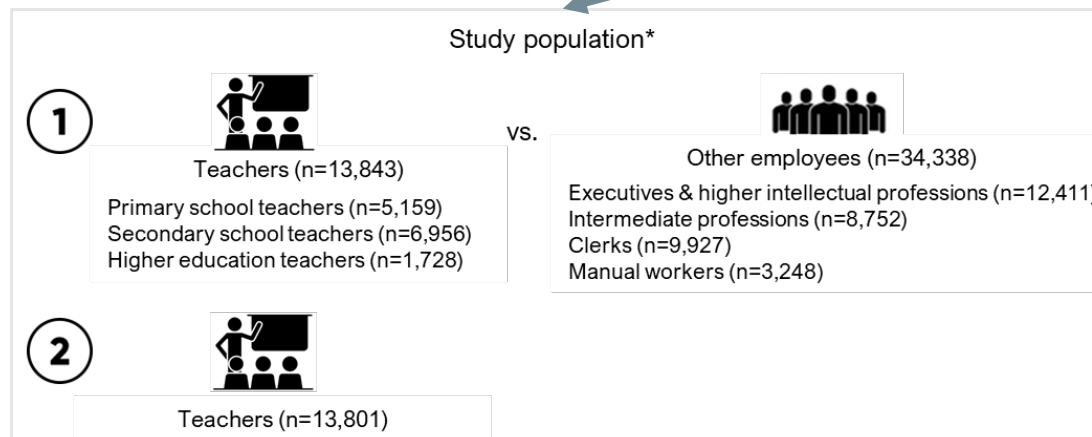 Study population*
1
vs.
Teachers (n=13,843)
Primary school teachers (n=5,159)
Secondary school teachers (n=6,956)
Higher education teachers (n=1,728)
Other employees (n=34,338)
Executives & higher intellectual professions (n=12,411)
Intermediate professions (n=8,752)
Clerks (n=9,927)
Manual workers (n=3,248)
2
Teachers (n=13,801)